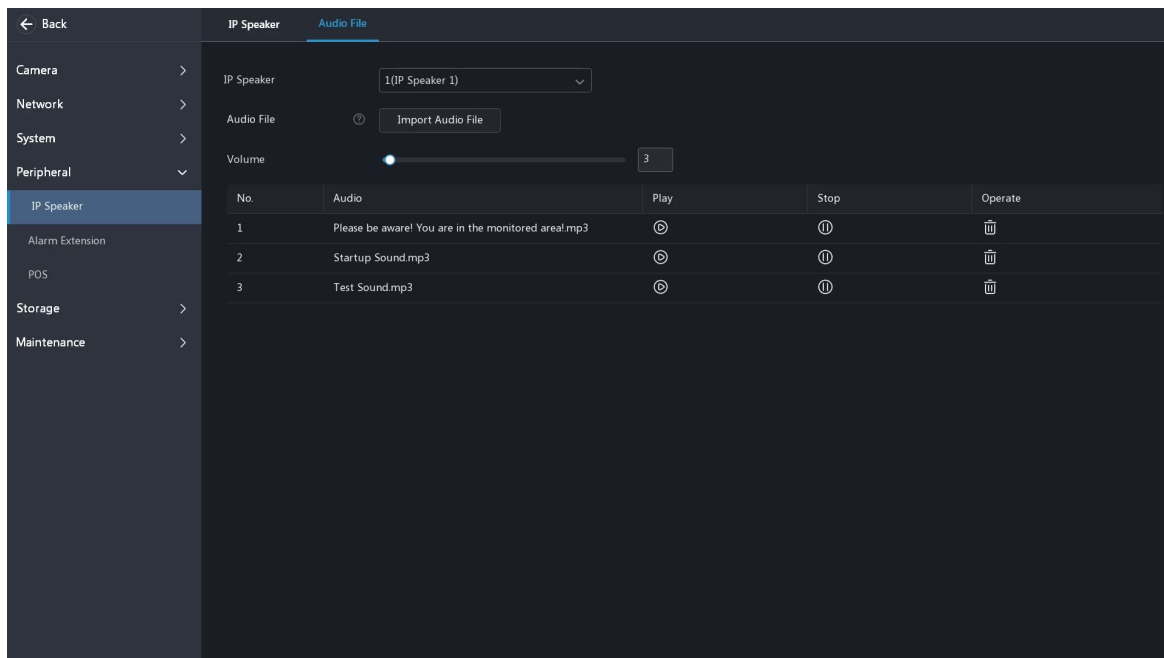 Back
IP Speaker Audio File
Camera
Network
System
Peripheral
IP Speaker
Alarm Extension
POS
Storage
Maintenance
IP Speaker 1(IP Speaker 1)
Audio File ? Import Audio File
Volume 3
No. Audio Play Stop Operate
1 Please be aware! You are in the monitored area!.mp3
2 Startup Sound.mp3
3 Test Sound.mp3